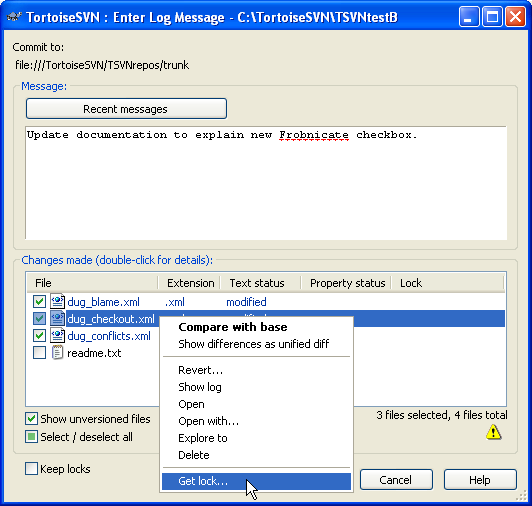 TortoiseSVN : Enter Log Message - C:\TortoiseSVN\TSVNtestB
Commit to:
file:///TortoiseSVN/TSVNrepos/trunk
Message:
Recent messages
Update documentation to explain new Frobnicate checkbox.
Changes made (double-click for details):
File Extension Text status Property status Lock
dug_blame.xml .xml modified
dug_checkout.xml
dug_conflicts.xml
readme.txt
Compare with base
Show differences as unified diff
Revert...
Show log
Open
Open with...
Explore to
Delete
Get lock...
Show unversioned files
3 files selected, 4 files total
Select / deselect all
Keep locks
Cancel
Help